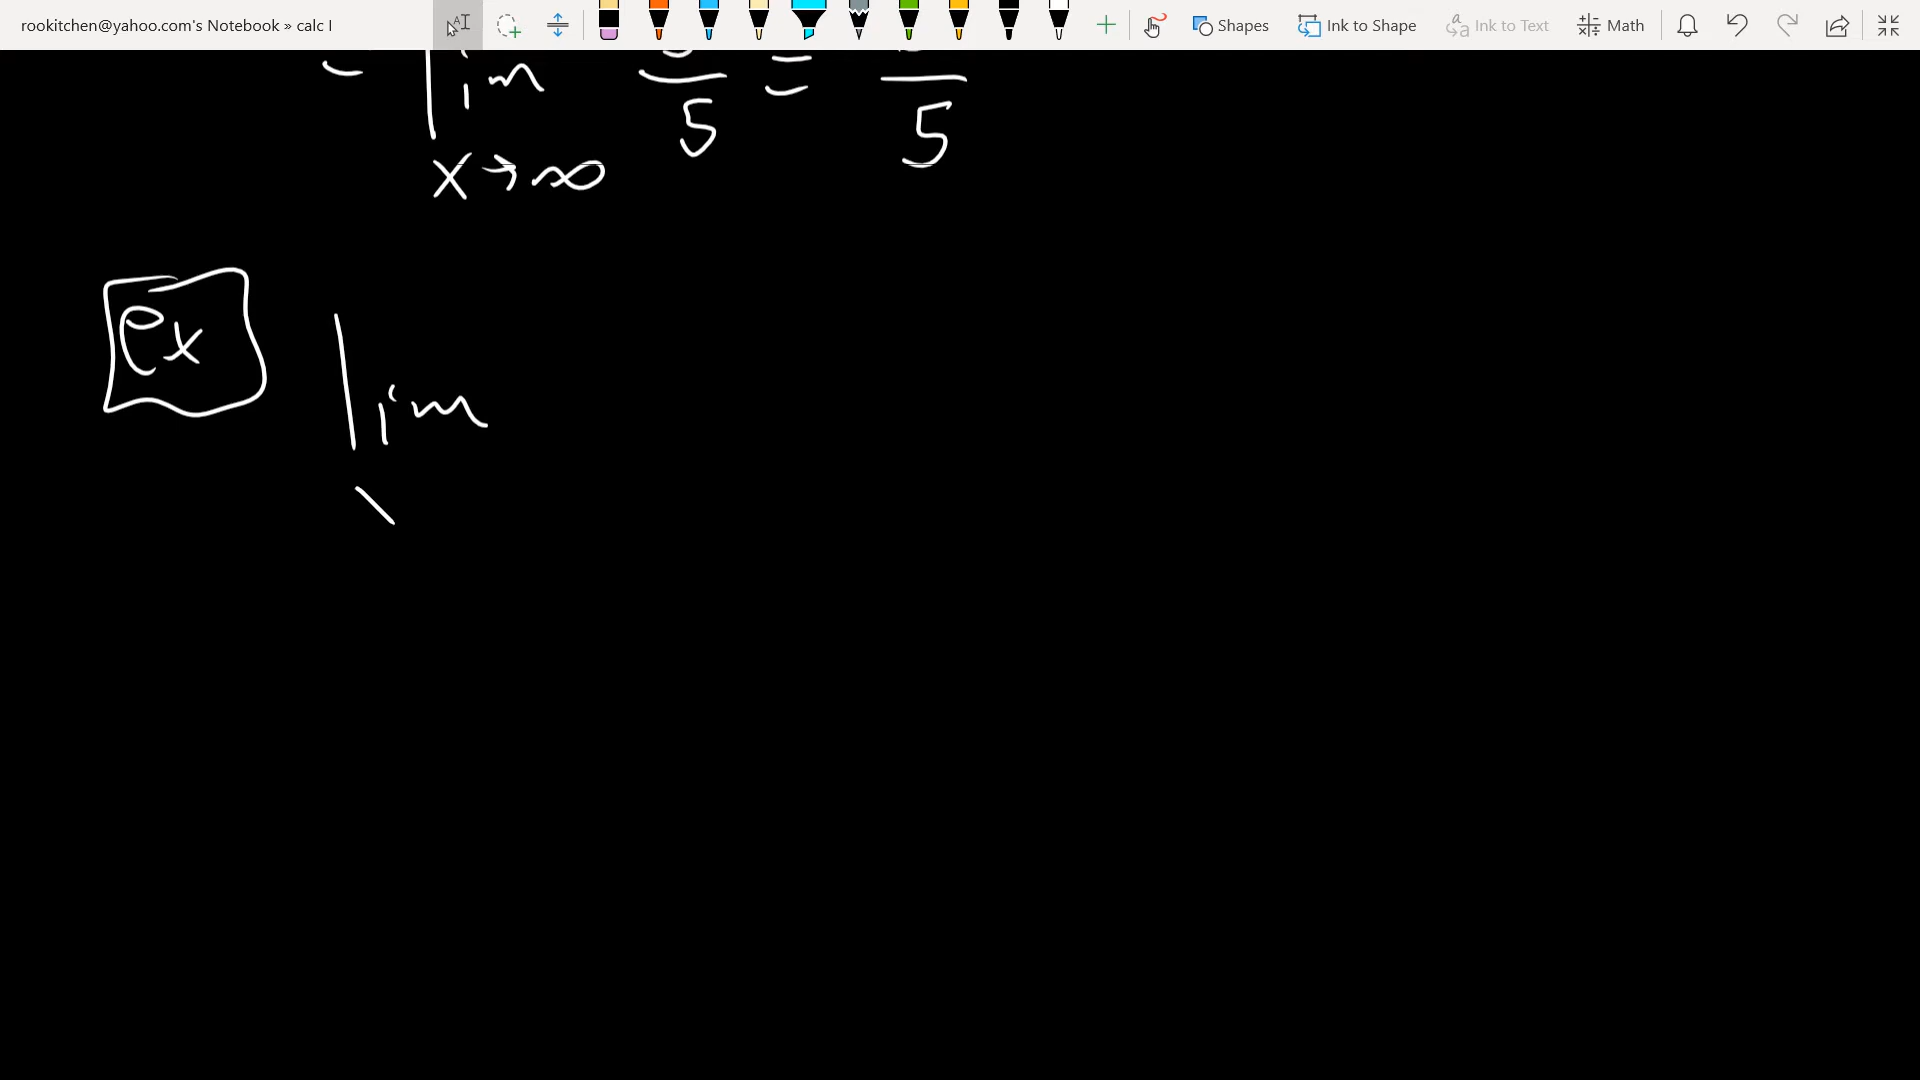 rookitchen@yahoo.com's Notebook » calc I Shapes Ink to Shape Ink to Text Math
lim 5 = 5
x→∞
ex lim